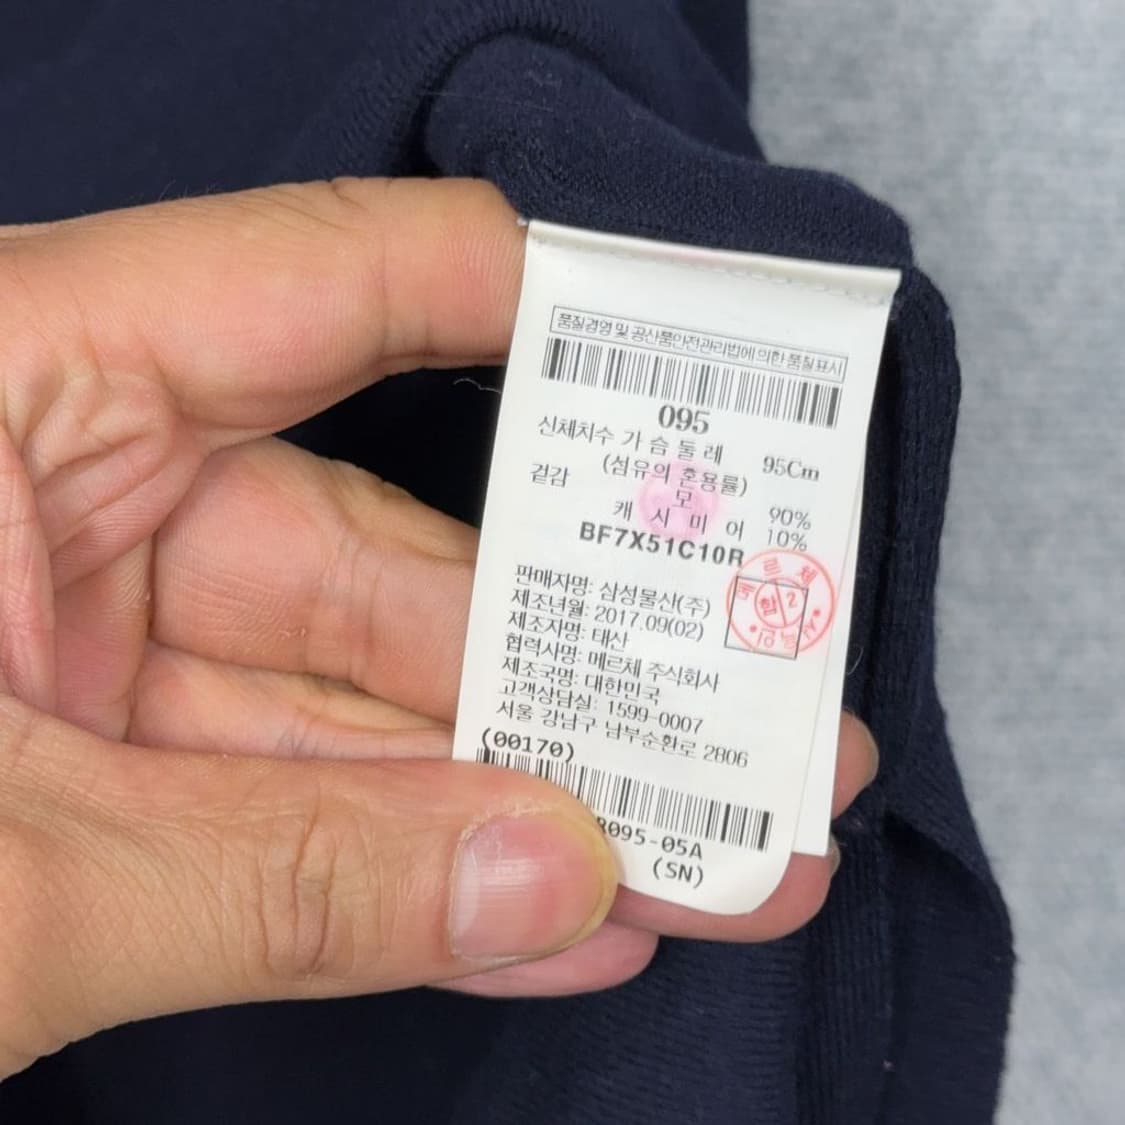 품질경영 및 공산품안전관리법에 의한 품질표시
095
신체치수 가 슴 둘 레 95Cm
(섬유의 혼용률)
겉감 모 90%
캐 시 미 어 10%
BF7X51C10R
판매자명: 삼성물산(주)
제조년월: 2017.09(02)
제조자명: 태산
협력사명: 메르체 주식회사
제조국명: 대한민국
고객상담실: 1599-0007
서울 강남구 남부순환로 2806
(00170)
R095-05A
(SN)
르 체
합 2